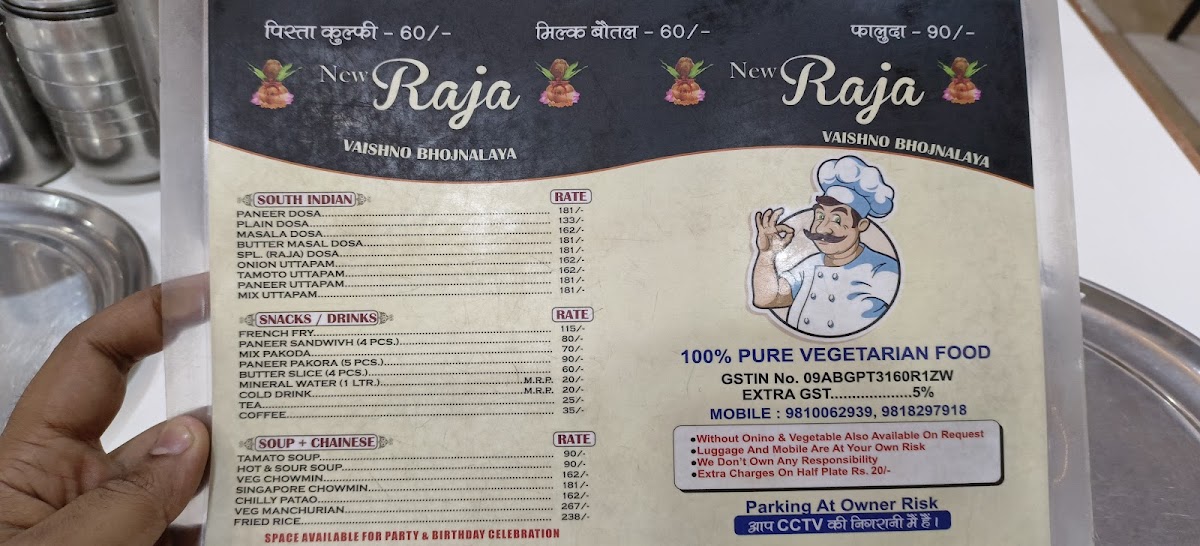 पिस्ता कुल्फी - 60/- मिल्क बौतल - 60/- फालुदा - 90/-
New Raja
VAISHNO BHOJNALAYA
SOUTH INDIAN RATE
PANEER DOSA 181/-
PLAIN DOSA 133/-
MASALA DOSA 162/-
BUTTER MASAL DOSA 181/-
SPL. (RAJA) DOSA 181/-
ONION UTTAPAM 162/-
TAMOTO UTTAPAM 162/-
PANEER UTTAPAM 181/-
MIX UTTAPAM 181/-
SNACKS / DRINKS RATE
FRENCH FRY 115/-
PANEER SANDWIVH (4 PCS.) 80/-
MIX PAKODA 70/-
PANEER PAKORA (5 PCS.) 90/-
BUTTER SLICE (4 PCS.) 60/-
MINERAL WATER (1 LTR.) M.R.P. 20/-
COLD DRINK M.R.P. 20/-
TEA 25/-
COFFEE 35/-
SOUP + CHAINESE RATE
TAMATO SOUP 90/-
HOT & SOUR SOUP 90/-
VEG CHOWMIN 162/-
SINGAPORE CHOWMIN 181/-
CHILLY PATAO 162/-
VEG MANCHURIAN 267/-
FRIED RICE 238/-
SPACE AVAILABLE FOR PARTY & BIRTHDAY CELEBRATION
New Raja
VAISHNO BHOJNALAYA
100% PURE VEGETARIAN FOOD
GSTIN No. 09ABGPT3160R1ZW
EXTRA GST....................5%
MOBILE : 9810062939, 9818297918
•Without Onino & Vegetable Also Available On Request
•Luggage And Mobile Are At Your Own Risk
•We Don't Own Any Responsibility
•Extra Charges On Half Plate Rs. 20/-
Parking At Owner Risk
आप CCTV की निगरानी में हैं।